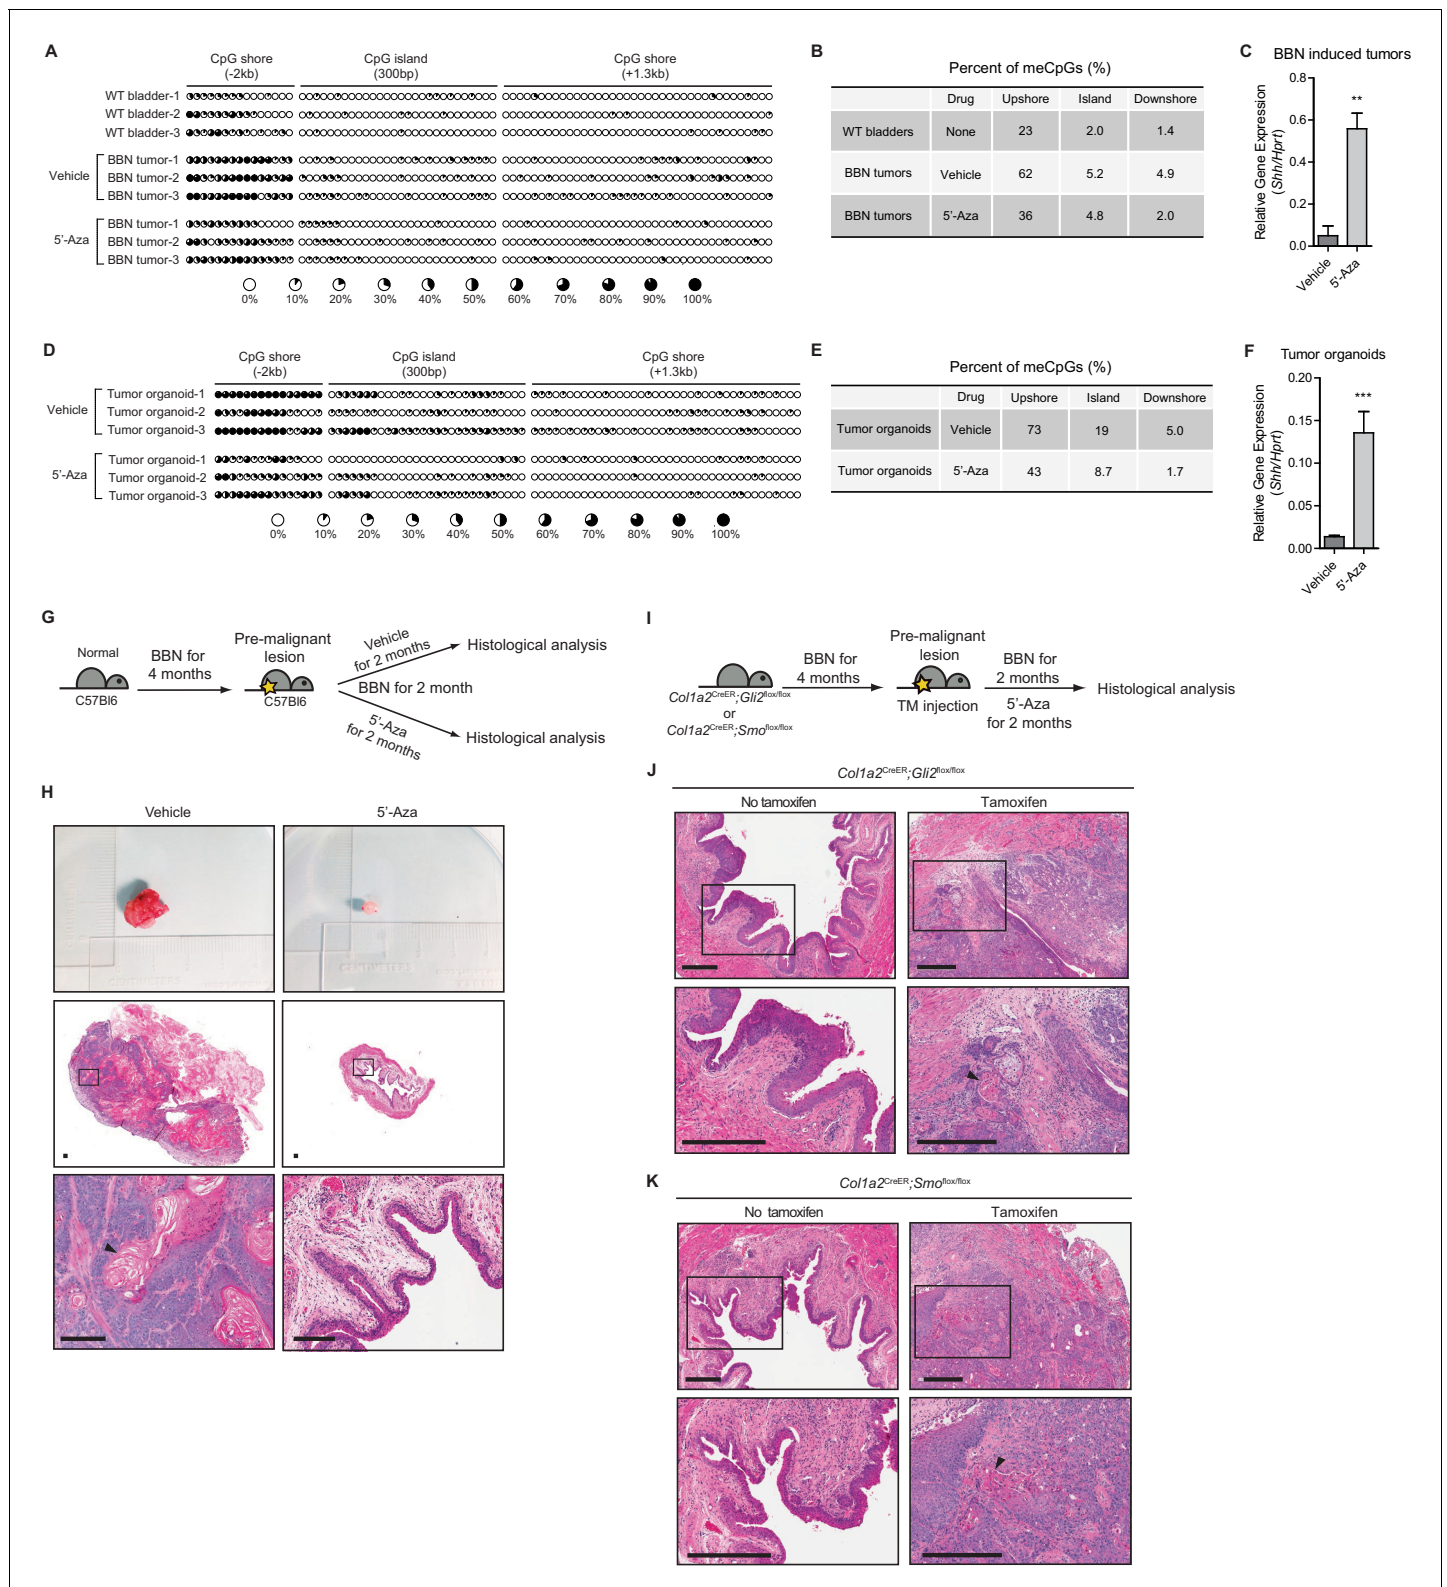 A
CpG shore
(-2kb)
CpG island
(300bp)
CpG shore
(+1.3kb)
WT bladder-1
WT bladder-2
WT bladder-3
Vehicle
BBN tumor-1
BBN tumor-2
BBN tumor-3
5'-Aza
BBN tumor-1
BBN tumor-2
BBN tumor-3
0% 10% 20% 30% 40% 50% 60% 70% 80% 90% 100%
B
Percent of meCpGs (%)
Drug Upshore Island Downshore
WT bladders None 23 2.0 1.4
BBN tumors Vehicle 62 5.2 4.9
BBN tumors 5'-Aza 36 4.8 2.0
C BBN induced tumors
Relative Gene Expression
(Shh/Hprt)
0.8
0.6
0.4
0.2
0.0
**
Vehicle
5'-Aza
D
CpG shore
(-2kb)
CpG island
(300bp)
CpG shore
(+1.3kb)
Vehicle
Tumor organoid-1
Tumor organoid-2
Tumor organoid-3
5'-Aza
Tumor organoid-1
Tumor organoid-2
Tumor organoid-3
0% 10% 20% 30% 40% 50% 60% 70% 80% 90% 100%
E
Percent of meCpGs (%)
Drug Upshore Island Downshore
Tumor organoids Vehicle 73 19 5.0
Tumor organoids 5'-Aza 43 8.7 1.7
F Tumor organoids
Relative Gene Expression
(Shh/Hprt)
0.20
0.15
0.10
0.05
0.00
***
Vehicle
5'-Aza
G
Normal
C57Bl6
BBN for
4 months
Pre-malignant
lesion
C57Bl6
Vehicle
for 2 months
BBN for 2 month
5'-Aza
for 2 months
Histological analysis
Histological analysis
H
Vehicle
5'-Aza
CENTIMETERS
I
Col1a2CreER;Gli2flox/flox
or
Col1a2CreER;Smoflox/flox
BBN for
4 months
Pre-malignant
lesion
TM injection
BBN for
2 months
5'-Aza
for 2 months
Histological analysis
J
Col1a2CreER;Gli2flox/flox
No tamoxifen
Tamoxifen
K
Col1a2CreER;Smoflox/flox
No tamoxifen
Tamoxifen